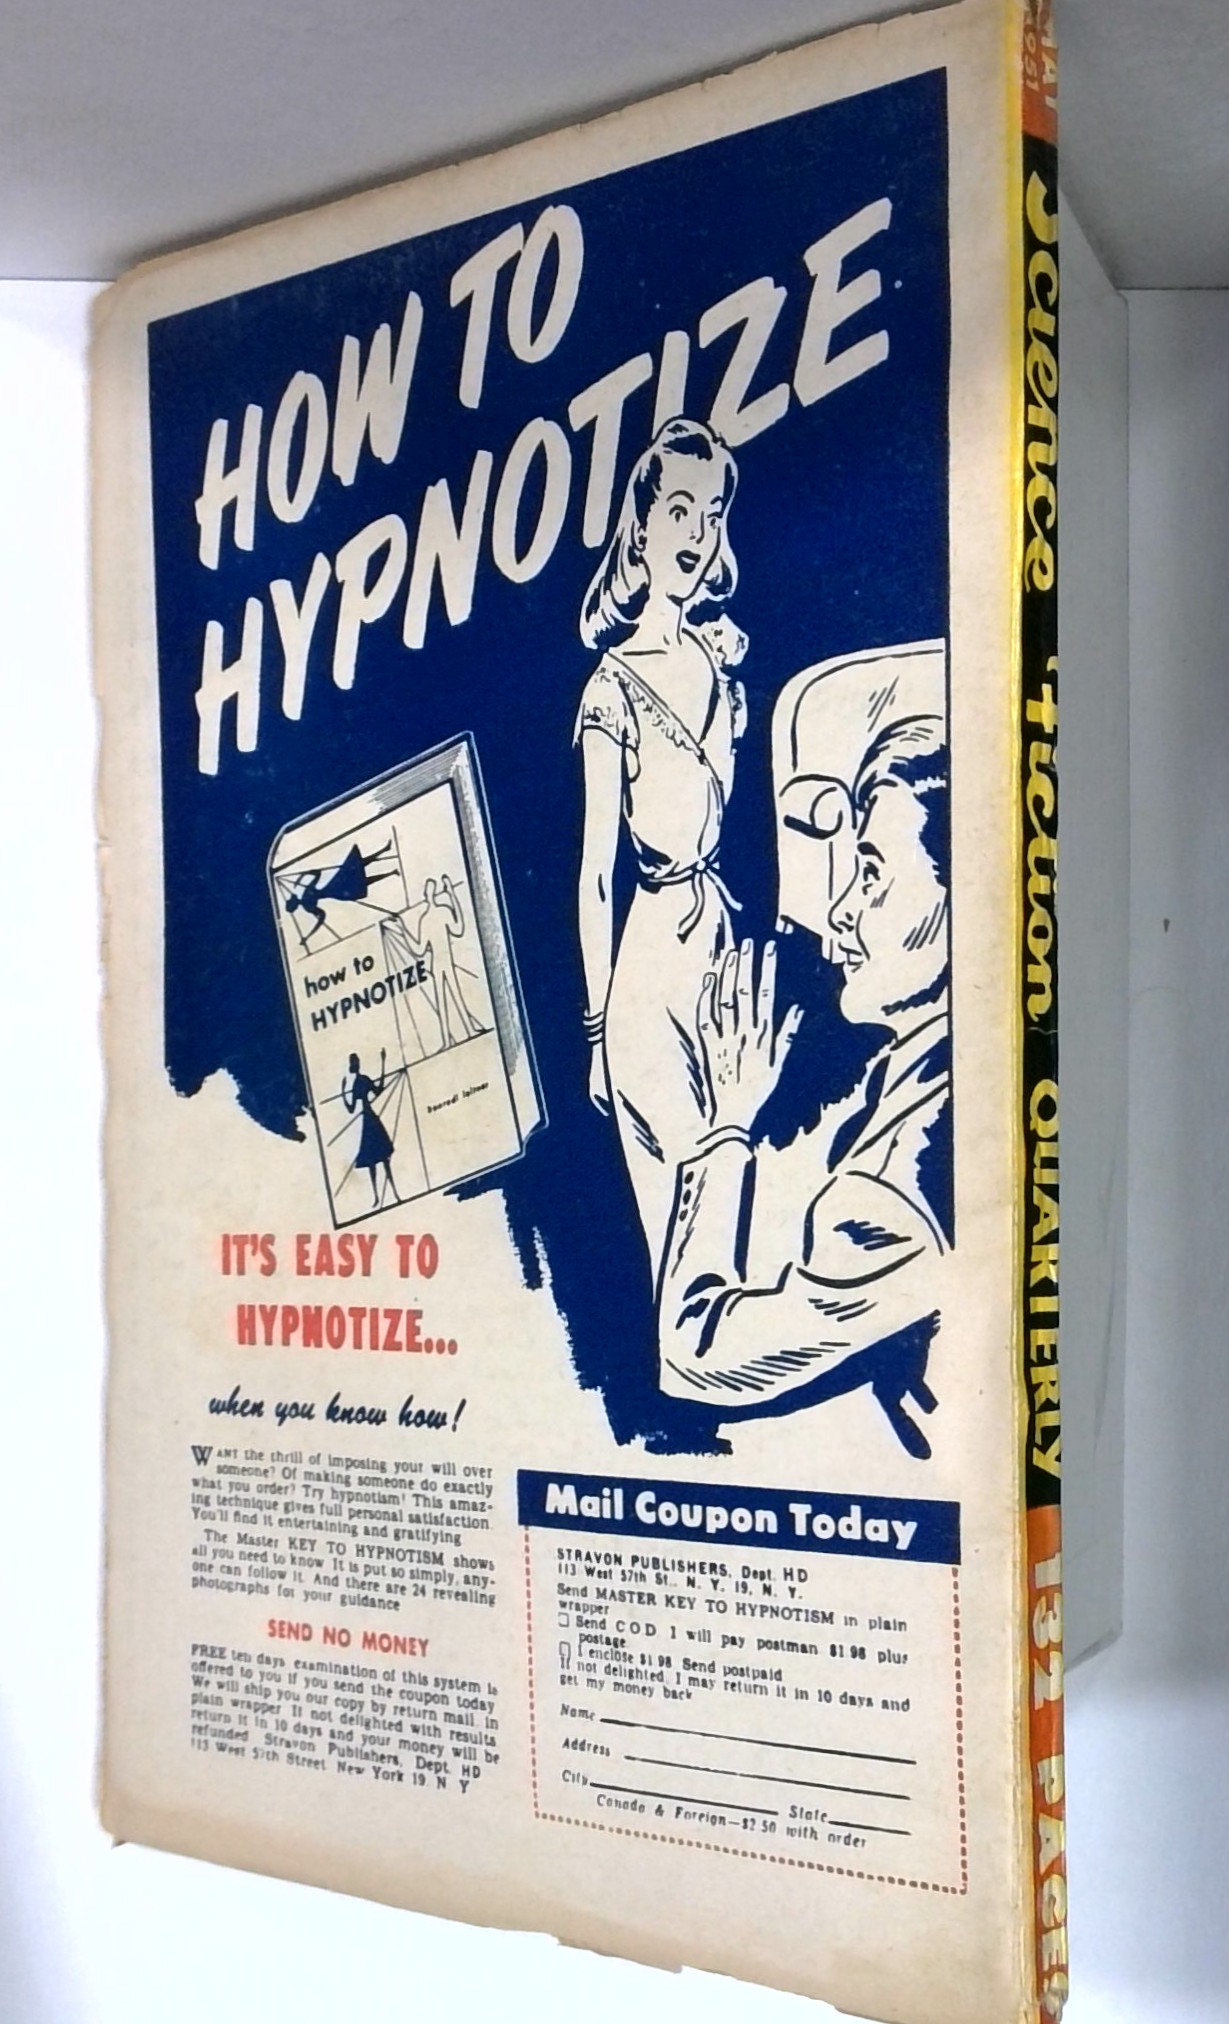 HOW TO
HYPNOTIZE
how to
HYPNOTIZE
IT'S EASY TO
HYPNOTIZE...
when you know how!
WANT the thrill of imposing your will over
someone? Of making someone do exactly
what you order? Try hypnotism! This amaz-
ing technique gives full personal satisfaction.
You'll find it entertaining and gratifying
The Master KEY TO HYPNOTISM shows
all you need to know It is put so simply, any-
one can follow it. And there are 24 revealing
photographs for your guidance
SEND NO MONEY
FREE ten days examination of this system is
offered to you if you send the coupon today
We will ship you our copy by return mail, in
plain wrapper If not delighted with results
return it in 10 days and your money will be
refunded Stravon Publishers, Dept. HD
113 West 57th Street New York 19 N Y
Mail Coupon Today
STRAVON PUBLISHERS, Dept. HD
113 West 57th St., N. Y. 19, N. Y.
Send MASTER KEY TO HYPNOTISM in plain
wrapper
Send C O D I will pay postman $1 98 plus
postage
I enclose $1 98 Send postpaid
If not delighted, I may return it in 10 days and
get my money back
Name
Address
City State
Canada & Foreign—$2 50 with order
MAY
1951
Science Fiction QUARTERLY
132 PAGES